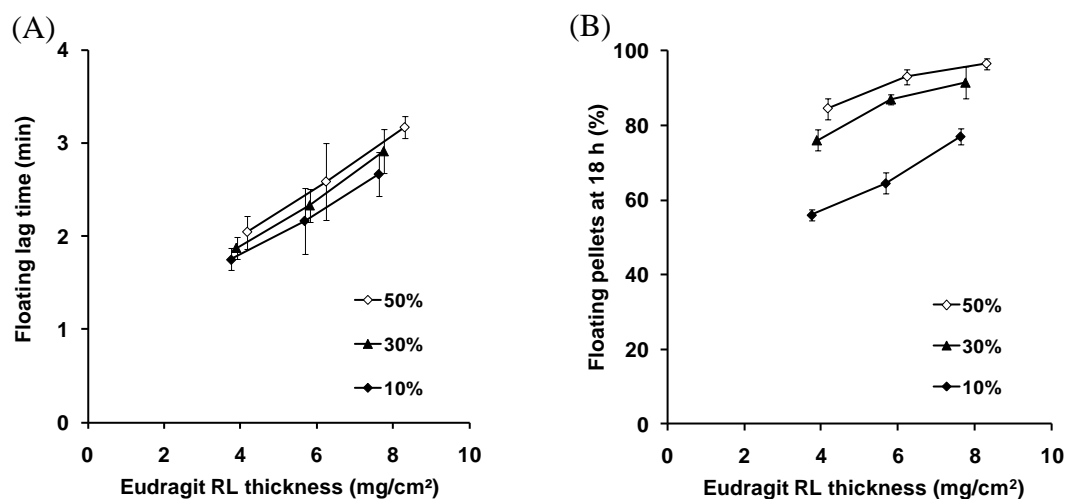 (A)
4
3
2
1
0
Floating lag time (min)
50%
30%
10%
0 2 4 6 8 10
Eudragit RL thickness (mg/cm²)
(B)
100
80
60
40
20
0
Floating pellets at 18 h (%)
50%
30%
10%
0 2 4 6 8 10
Eudragit RL thickness (mg/cm²)